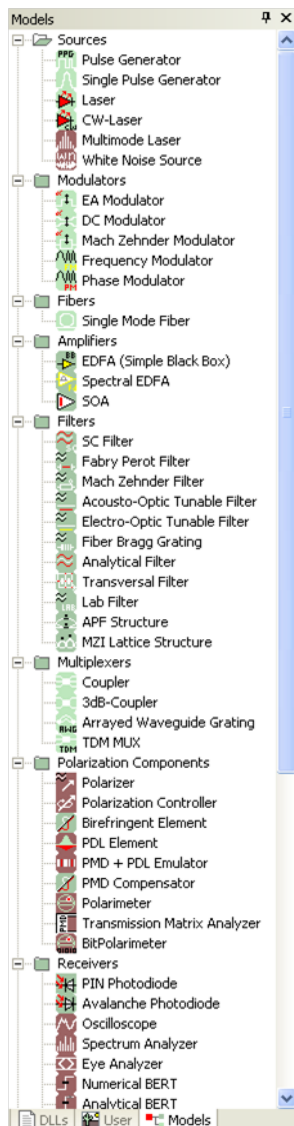 Models
Sources
Pulse Generator
Single Pulse Generator
Laser
CW-Laser
Multimode Laser
White Noise Source
Modulators
EA Modulator
DC Modulator
Mach Zehnder Modulator
Frequency Modulator
Phase Modulator
Fibers
Single Mode Fiber
Amplifiers
EDFA (Simple Black Box)
Spectral EDFA
SOA
Filters
SC Filter
Fabry Perot Filter
Mach Zehnder Filter
Acousto-Optic Tunable Filter
Electro-Optic Tunable Filter
Fiber Bragg Grating
Analytical Filter
Transversal Filter
Lab Filter
APF Structure
MZI Lattice Structure
Multiplexers
Coupler
3dB-Coupler
Arrayed Waveguide Grating
TDM MUX
Polarization Components
Polarizer
Polarization Controller
Birefringent Element
PDL Element
PMD + PDL Emulator
PMD Compensator
Polarimeter
Transmission Matrix Analyzer
BitPolarimeter
Receivers
PIN Photodiode
Avalanche Photodiode
Oscilloscope
Spectrum Analyzer
Eye Analyzer
Numerical BERT
Analytical BERT
DLLs User Models